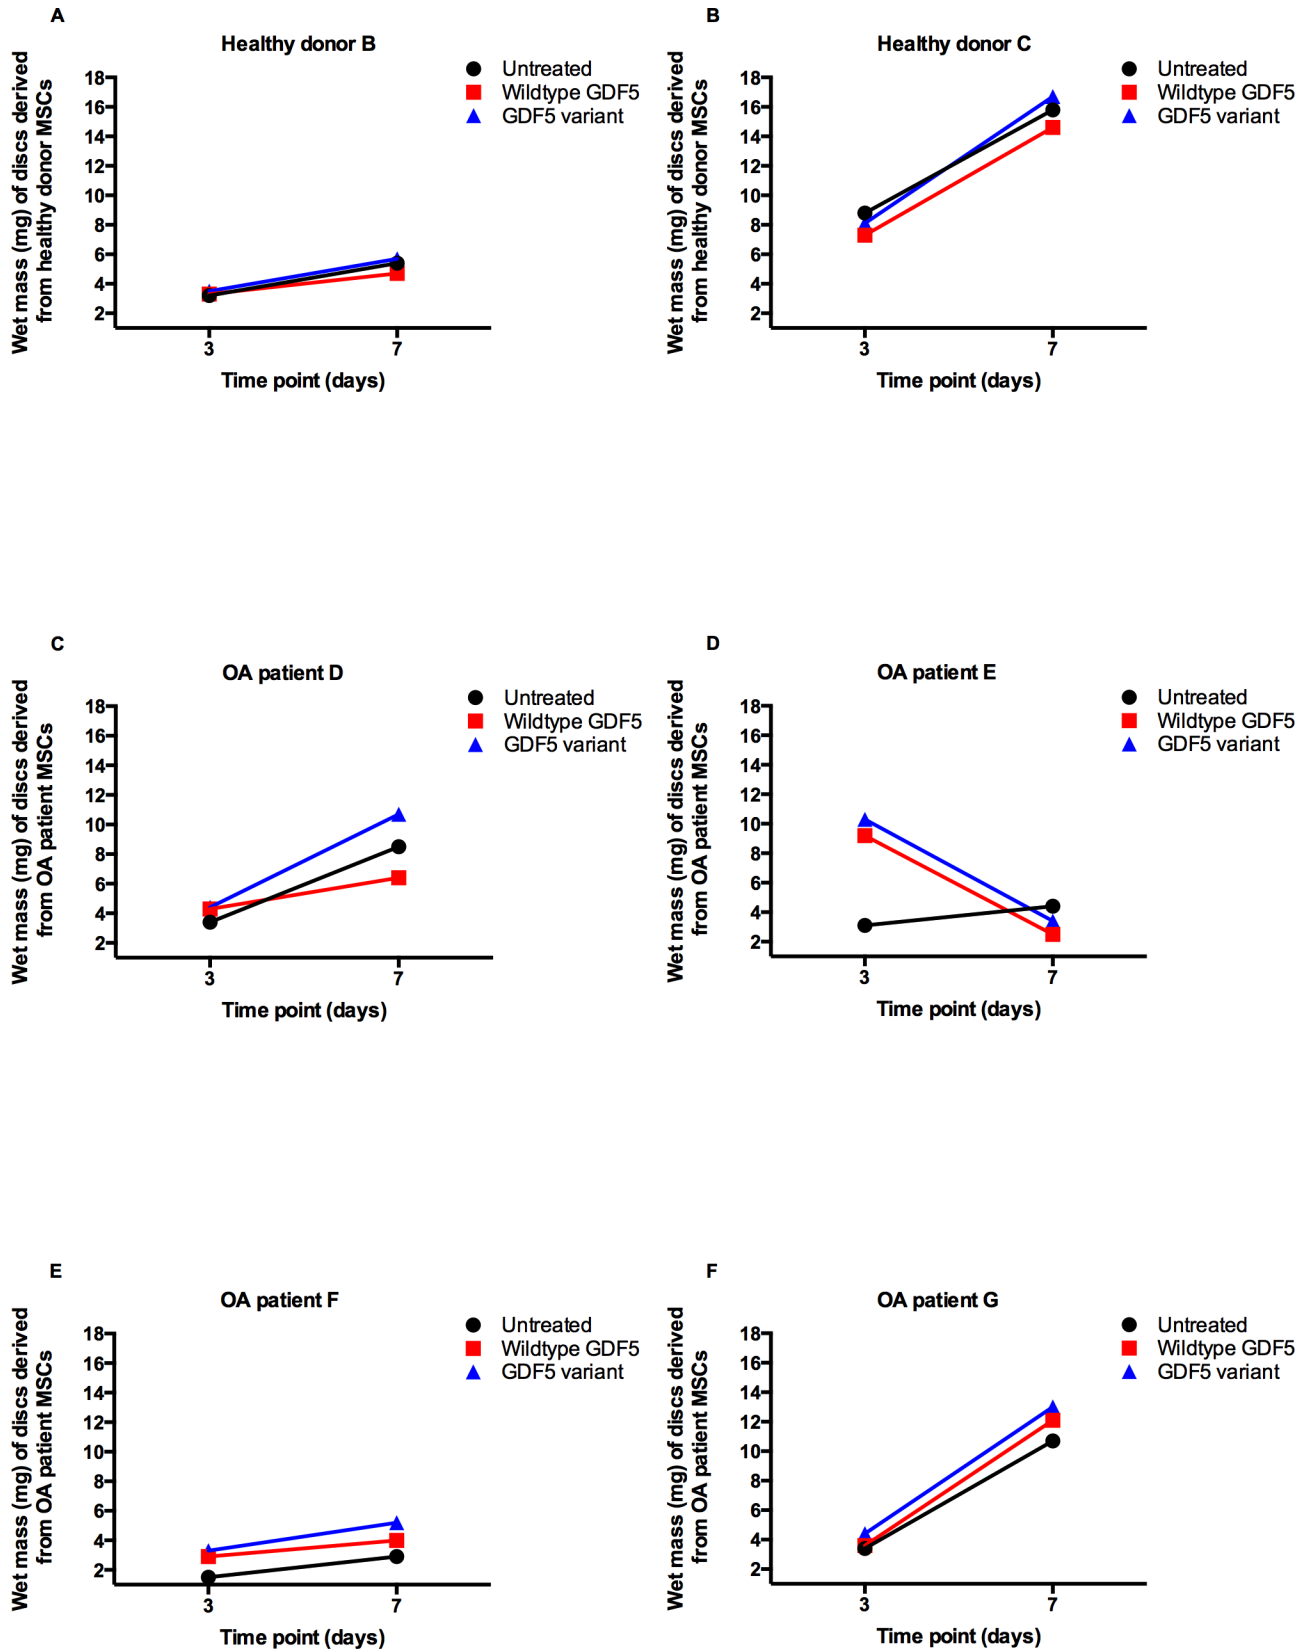 A
Healthy donor B
Untreated
Wildtype GDF5
GDF5 variant
Wet mass (mg) of discs derived
from healthy donor MSCs
18
16
14
12
10
8
6
4
2
3
7
Time point (days)
B
Healthy donor C
Untreated
Wildtype GDF5
GDF5 variant
Wet mass (mg) of discs derived
from healthy donor MSCs
18
16
14
12
10
8
6
4
2
3
7
Time point (days)
C
OA patient D
Untreated
Wildtype GDF5
GDF5 variant
Wet mass (mg) of discs derived
from OA patient MSCs
18
16
14
12
10
8
6
4
2
3
7
Time point (days)
D
OA patient E
Untreated
Wildtype GDF5
GDF5 variant
Wet mass (mg) of discs derived
from OA patient MSCs
18
16
14
12
10
8
6
4
2
3
7
Time point (days)
E
OA patient F
Untreated
Wildtype GDF5
GDF5 variant
Wet mass (mg) of discs derived
from OA patient MSCs
18
16
14
12
10
8
6
4
2
3
7
Time point (days)
F
OA patient G
Untreated
Wildtype GDF5
GDF5 variant
Wet mass (mg) of discs derived
from OA patient MSCs
18
16
14
12
10
8
6
4
2
3
7
Time point (days)